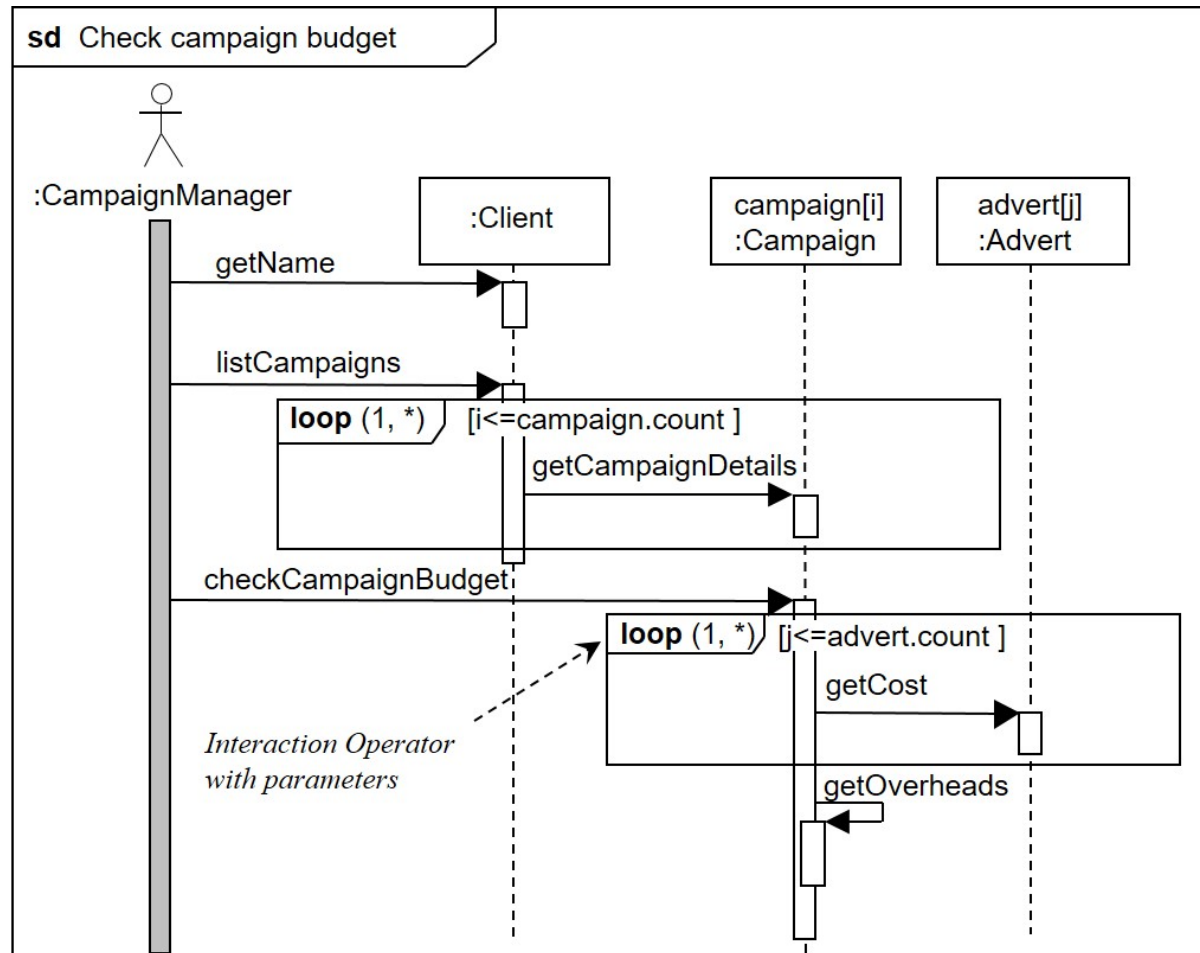 sd Check campaign budget
:CampaignManager
:Client
campaign[i]
:Campaign
advert[j]
:Advert
getName
listCampaigns
loop (1, *) [i<=campaign.count ]
getCampaignDetails
checkCampaignBudget
loop (1, *) [j<=advert.count ]
getCost
Interaction Operator
with parameters
getOverheads